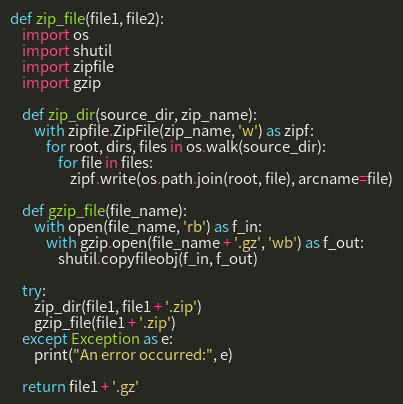 def zip_file(file1, file2):
    import os
    import shutil
    import zipfile
    import gzip

    def zip_dir(source_dir, zip_name):
        with zipfile.ZipFile(zip_name, 'w') as zipf:
            for root, dirs, files in os.walk(source_dir):
                for file in files:
                    zipf.write(os.path.join(root, file), arcname=file)

    def gzip_file(file_name):
        with open(file_name, 'rb') as f_in:
            with gzip.open(file_name + '.gz', 'wb') as f_out:
                shutil.copyfileobj(f_in, f_out)

    try:
        zip_dir(file1, file1 + '.zip')
        gzip_file(file1 + '.zip')
    except Exception as e:
        print("An error occurred:", e)

    return file1 + '.gz'